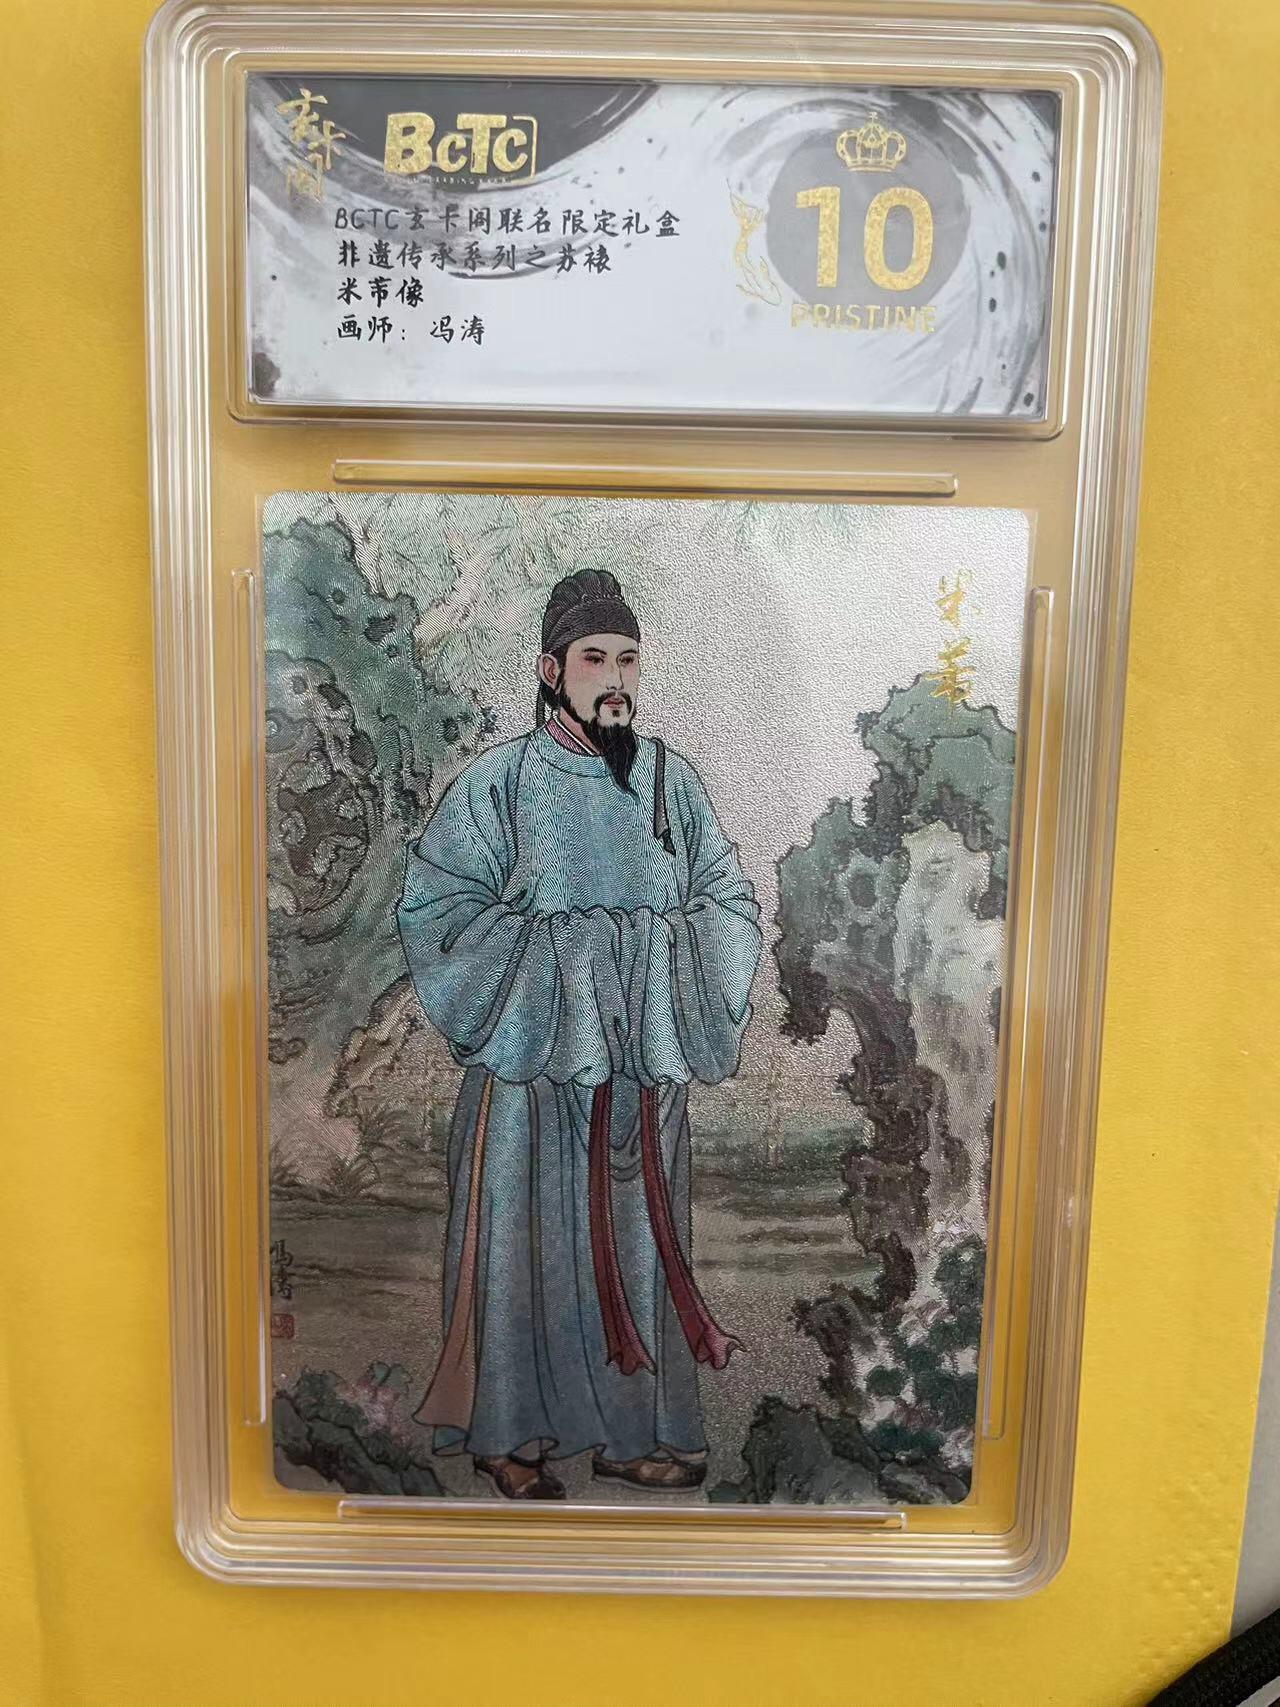 玄卡阁
BCTC
BCTC玄卡阁联名限定礼盒
非遗传承系列之苏裱
米芾像
画师：冯涛
10
PRISTINE
米芾
冯涛